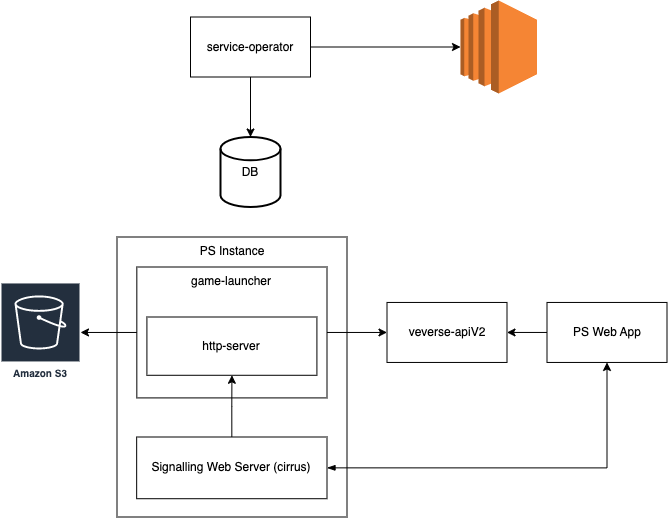 service-operator
DB
PS Instance
game-launcher
http-server
veverse-apiV2
PS Web App
Amazon S3
Signalling Web Server (cirrus)